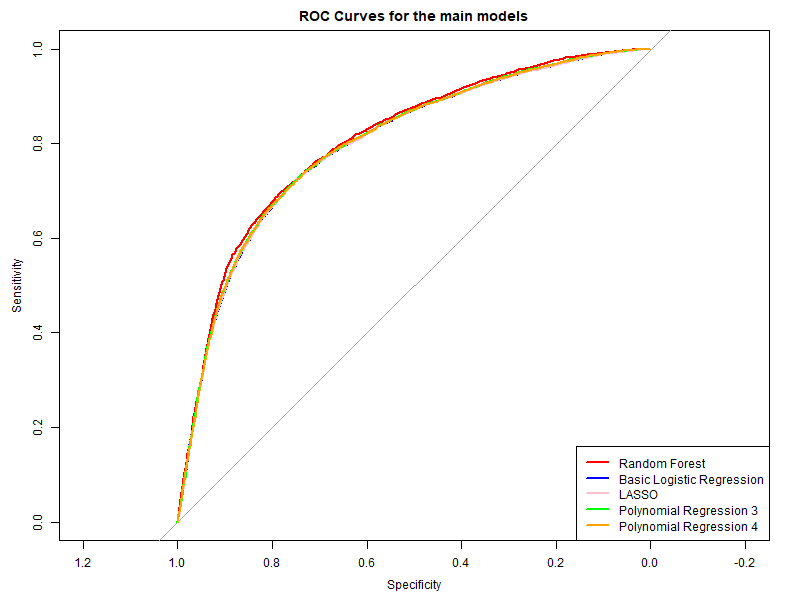 ROC Curves for the main models
Sensitivity
1.0
0.8
0.6
0.4
0.2
0.0
Random Forest
Basic Logistic Regression
LASSO
Polynomial Regression 3
Polynomial Regression 4
1.2 1.0 0.8 0.6 0.4 0.2 0.0 -0.2
Specificity